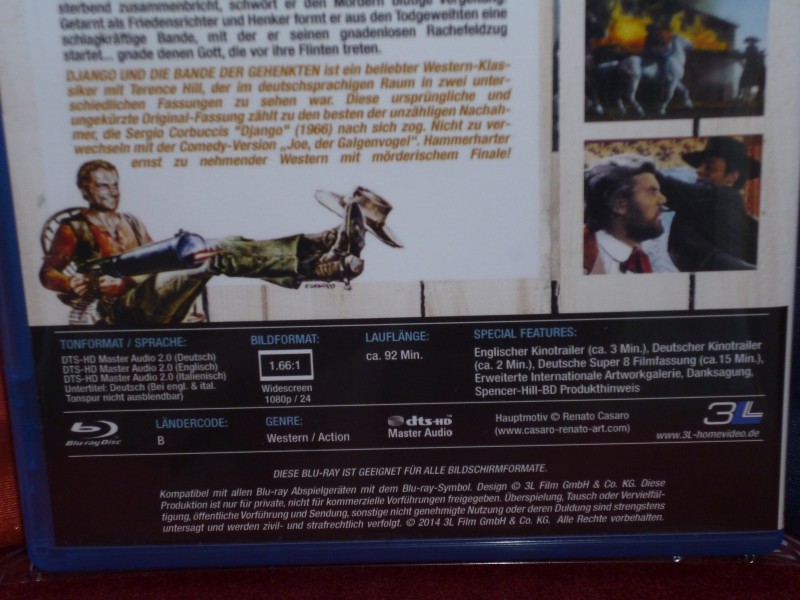 sterbend zusammenbricht, schwört er den Mördern blutige Vergeltung.
Getarnt als Friedensrichter und Henker formt er aus den Todgeweihten eine
schlagkräftige Bande, mit der er seinen gnadenlosen Rachefeldzug
startet... gnade denen Gott, die vor ihre Flinten treten.
DJANGO UND DIE BANDE DER GEHENKTEN ist ein beliebter Western-Klas-
siker mit Terence Hill, der im deutschsprachigen Raum in zwei unter-
schiedlichen Fassungen zu sehen war. Diese ursprüngliche und
ungekürzte Original-Fassung zählt zu den besten der unzähligen Nachah-
mer, die Sergio Corbuccis "Django" (1966) nach sich zog. Nicht zu ver-
wechseln mit der Comedy-Version „Joe, der Galgenvogel". Hammerharter
ernst zu nehmender Western mit mörderischem Finale!
TONFORMAT / SPRACHE:
DTS-HD Master Audio 2.0 (Deutsch)
DTS-HD Master Audio 2.0 (Englisch)
DTS-HD Master Audio 2.0 (Italienisch)
Untertitel: Deutsch (Bei engl. & ital.
Tonspur nicht ausblendbar)
BILDFORMAT:
1.66:1
Widescreen
1080p / 24
LAUFLÄNGE:
ca. 92 Min.
SPECIAL FEATURES:
Englischer Kinotrailer (ca. 3 Min.), Deutscher Kinotrailer
(ca. 2 Min.), Deutsche Super 8 Filmfassung (ca.15 Min.),
Erweiterte Internationale Artworkgalerie, Danksagung,
Spencer-Hill-BD Produkthinweis
Blu-ray Disc
LÄNDERCODE:
B
GENRE:
Western / Action
dts-HD
Master Audio
Hauptmotiv © Renato Casaro
(www.casaro-renato-art.com)
3L
www.3L-homevideo.de
DIESE BLU-RAY IST GEEIGNET FÜR ALLE BILDSCHIRMFORMATE.
Kompatibel mit allen Blu-ray Abspielgeräten mit dem Blu-ray-Symbol. Design © 3L Film GmbH & Co. KG. Diese
Produktion ist nur für private, nicht für kommerzielle Vorführungen freigegeben. Überspielung, Tausch oder Vervielfäl-
tigung, öffentliche Vorführung und Sendung, sonstige nicht genehmigte Nutzung oder deren Duldung sind strengstens
untersagt und werden zivil- und strafrechtlich verfolgt. © 2014 3L Film GmbH & Co. KG. Alle Rechte vorbehalten.